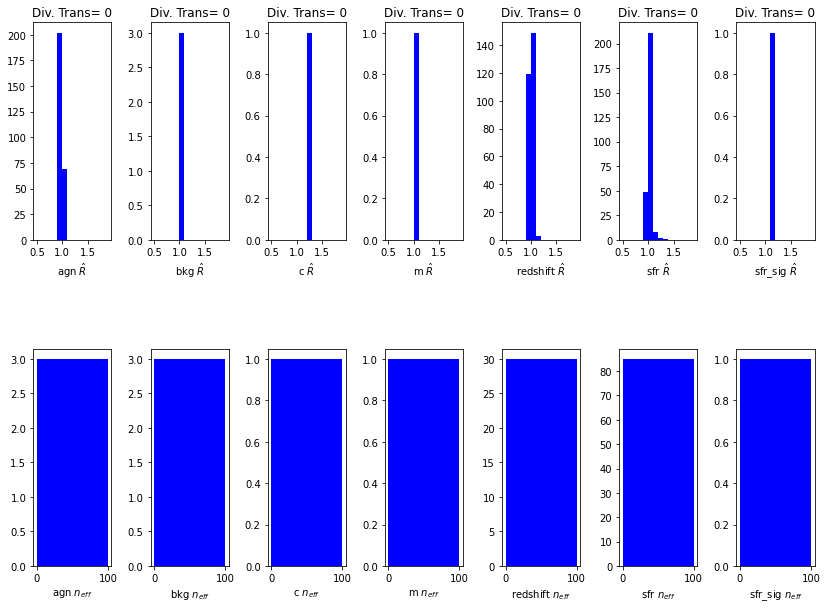 Div. Trans= 0 Div. Trans= 0 Div. Trans= 0 Div. Trans= 0 Div. Trans= 0 Div. Trans= 0 Div. Trans= 0
200 175 150 125 100 75 50 25 0
3.0 2.5 2.0 1.5 1.0 0.5 0.0
1.0 0.8 0.6 0.4 0.2 0.0
1.0 0.8 0.6 0.4 0.2 0.0
140 120 100 80 60 40 20 0
200 175 150 125 100 75 50 25 0
1.0 0.8 0.6 0.4 0.2 0.0
0.5 1.0 1.5 0.5 1.0 1.5 0.5 1.0 1.5 0.5 1.0 1.5 0.5 1.0 1.5 0.5 1.0 1.5 0.5 1.0 1.5
agn R̂ bkg R̂ c R̂ m R̂ redshift R̂ sfr R̂ sfr_sig R̂
3.0 2.5 2.0 1.5 1.0 0.5 0.0
3.0 2.5 2.0 1.5 1.0 0.5 0.0
1.0 0.8 0.6 0.4 0.2 0.0
1.0 0.8 0.6 0.4 0.2 0.0
30 25 20 15 10 5 0
80 70 60 50 40 30 20 10 0
1.0 0.8 0.6 0.4 0.2 0.0
0 100 0 100 0 100 0 100 0 100 0 100 0 100
agn n_eff bkg n_eff c n_eff m n_eff redshift n_eff sfr n_eff sfr_sig n_eff